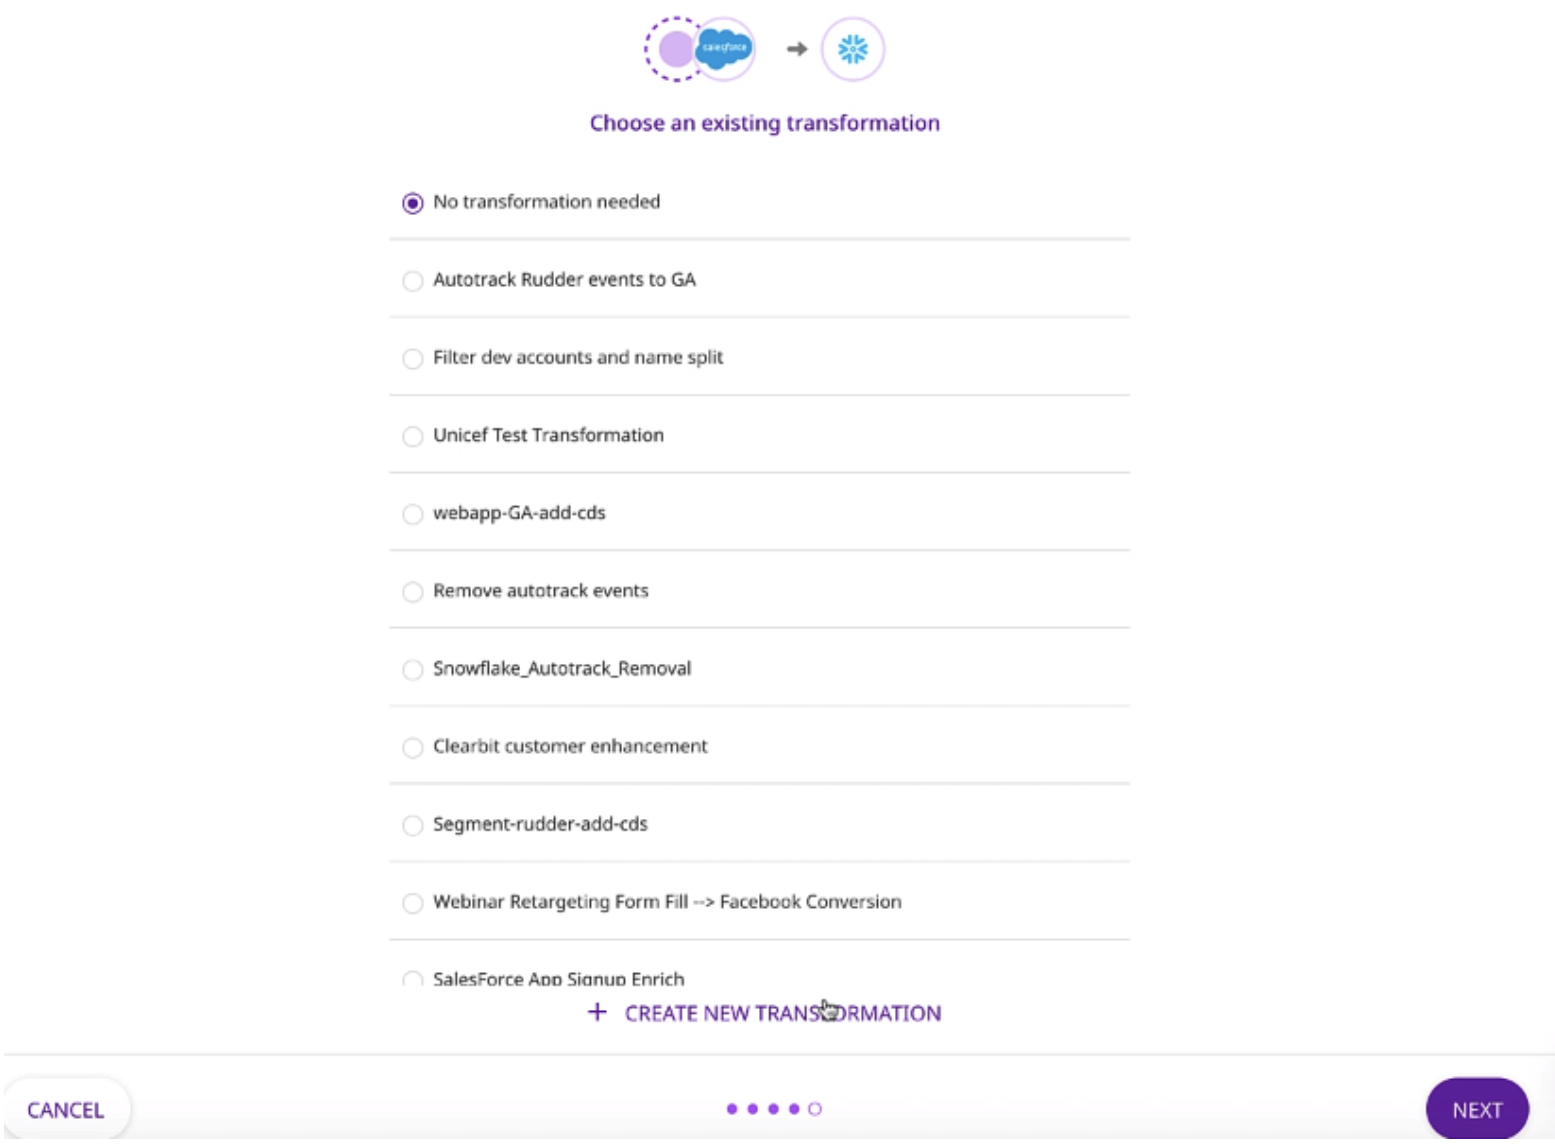 salesforce
Choose an existing transformation
No transformation needed
Autotrack Rudder events to GA
Filter dev accounts and name split
Unicef Test Transformation
webapp-GA-add-cds
Remove autotrack events
Snowflake_Autotrack_Removal
Clearbit customer enhancement
Segment-rudder-add-cds
Webinar Retargeting Form Fill --> Facebook Conversion
SalesForce App Signup Enrich
+ CREATE NEW TRANSFORMATION
CANCEL
NEXT